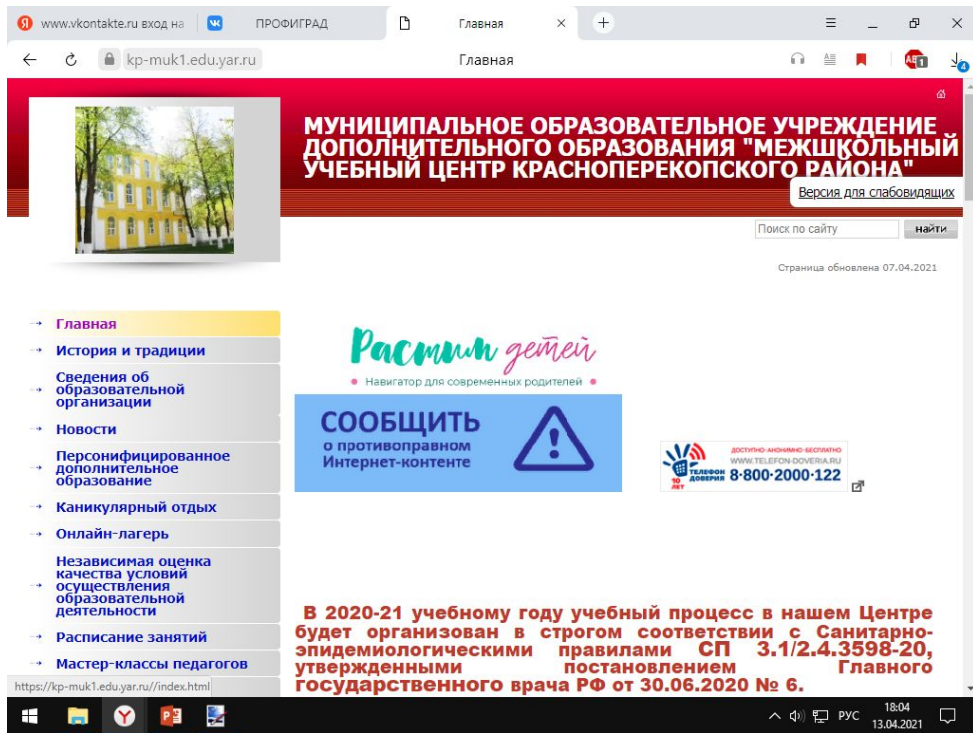 www.vkontakte.ru вход на
ПРОФИГРАД
Главная
kp-muk1.edu.yar.ru
Главная
1
4
МУНИЦИПАЛЬНОЕ ОБРАЗОВАТЕЛЬНОЕ УЧРЕЖДЕНИЕ
ДОПОЛНИТЕЛЬНОГО ОБРАЗОВАНИЯ "МЕЖШКОЛЬНЫЙ
УЧЕБНЫЙ ЦЕНТР КРАСНОПЕРЕКОПСКОГО РАЙОНА"
Версия для слабовидящих
Поиск по сайту
найти
Страница обновлена 07.04.2021
Главная
История и традиции
Сведения об
образовательной
организации
Новости
Персонифицированное
дополнительное
образование
Каникулярный отдых
Онлайн-лагерь
Независимая оценка
качества условий
осуществления
образовательной
деятельности
Расписание занятий
Мастер-классы педагогов
https://kp-muk1.edu.yar.ru//index.html
Растим детей
Навигатор для современных родителей
СООБЩИТЬ
о противоправном
Интернет-контенте
ДОСТУПНО·АНОНИМНО·БЕСПЛАТНО
WWW.TELEFON-DOVERIA.RU
ТЕЛЕФОН
ДОВЕРИЯ 8·800·2000·122
10
ЛЕТ
В 2020-21 учебному году учебный процесс в нашем Центре
будет организован в строгом соответствии с Санитарно-
эпидемиологическими правилами СП 3.1/2.4.3598-20,
утвержденными постановлением Главного
государственного врача РФ от 30.06.2020 № 6.
РУС
18:04
13.04.2021